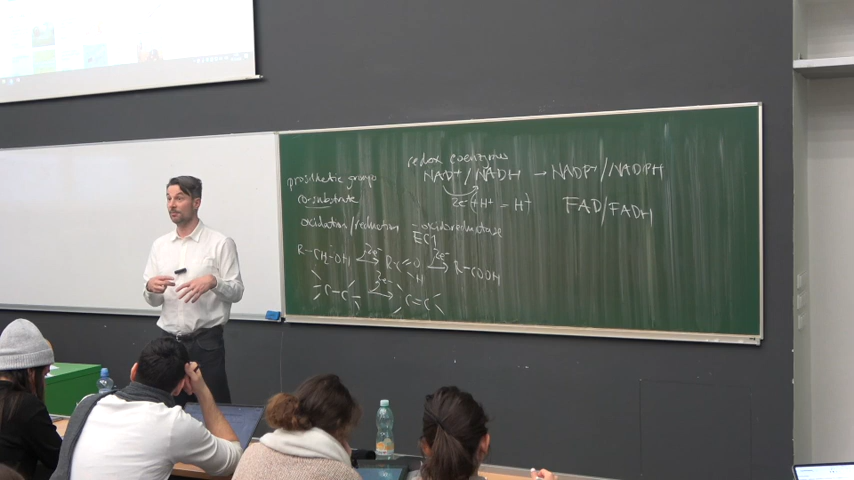 redox coenzymes
prosthetic groups
NAD⁺/NADH → NADP⁺/NADPH
co-substrate
2e⁻ (+H⁺ = H⁻)
FAD/FADH
oxidation/reduction - oxidoreductase
EC1
R-CH₂-OH 2e⁻ R-C=O 2e⁻ R-COOH
H
2e⁻
C-C C=C